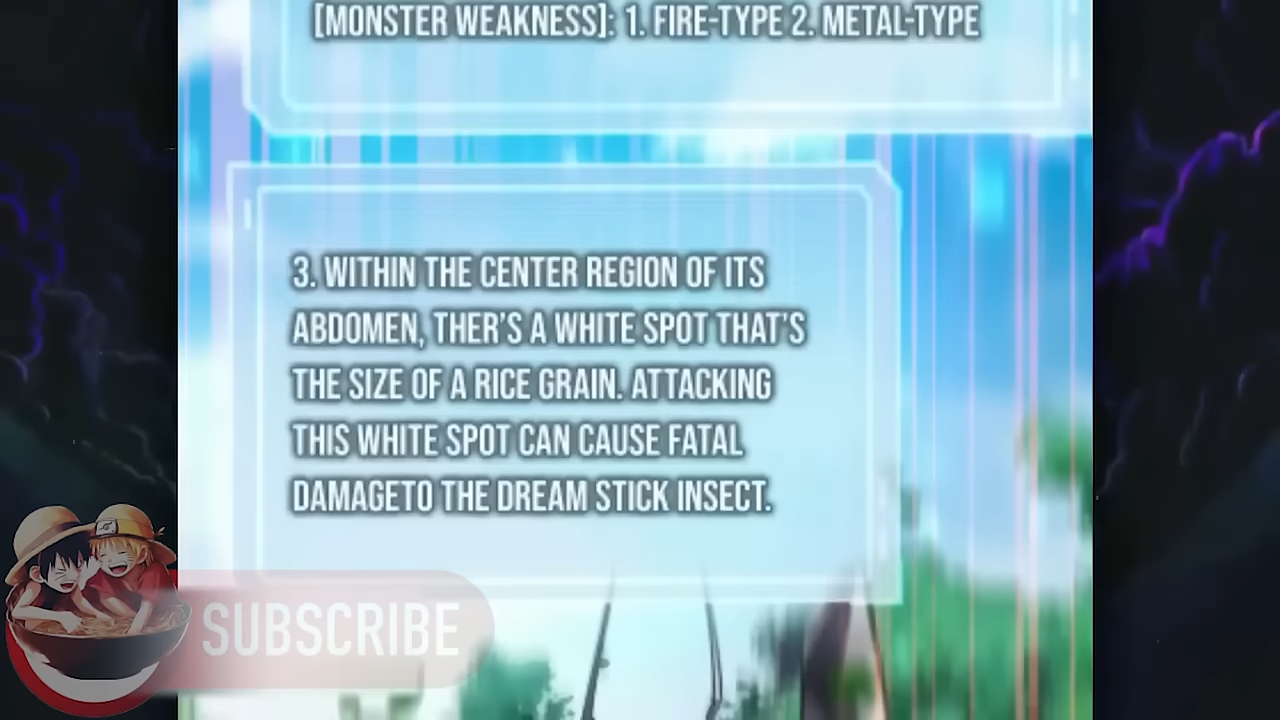 [MONSTER WEAKNESS]: 1. FIRE-TYPE 2. METAL-TYPE
3. WITHIN THE CENTER REGION OF ITS
ABDOMEN, THER'S A WHITE SPOT THAT'S
THE SIZE OF A RICE GRAIN. ATTACKING
THIS WHITE SPOT CAN CAUSE FATAL
DAMAGETO THE DREAM STICK INSECT.
SUBSCRIBE